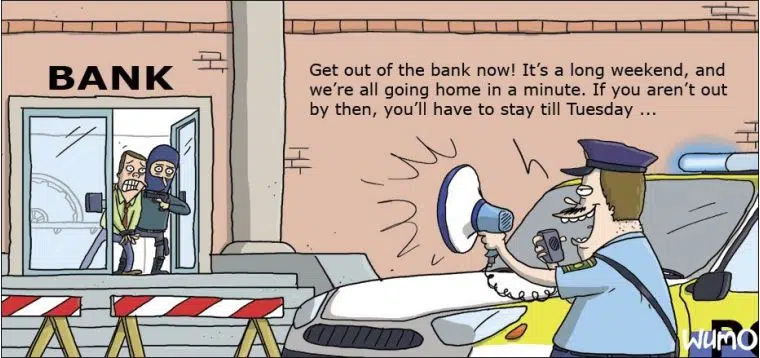 BANK
Get out of the bank now! It's a long weekend, and
we're all going home in a minute. If you aren't out
by then, you'll have to stay till Tuesday ...
WUMO